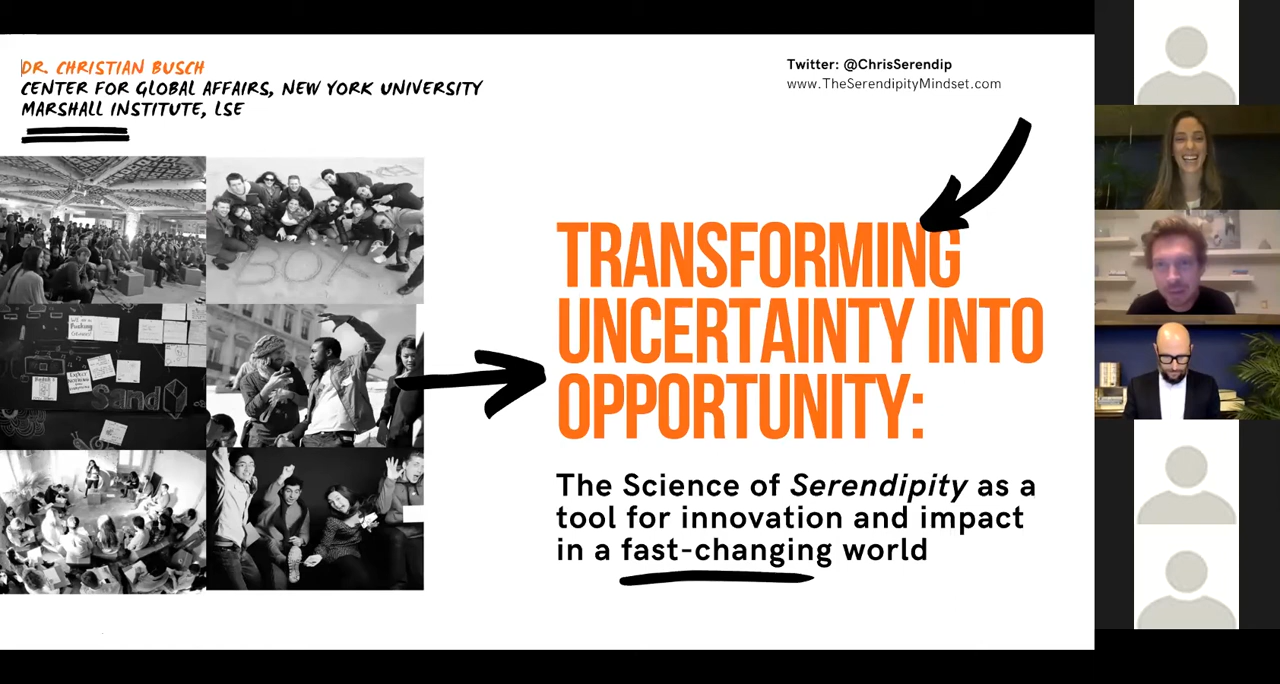 DR. CHRISTIAN BUSCH
CENTER FOR GLOBAL AFFAIRS, NEW YORK UNIVERSITY
MARSHALL INSTITUTE, LSE
Twitter: @ChrisSerendip
www.TheSerendipityMindset.com
TRANSFORMING
UNCERTAINTY INTO
OPPORTUNITY:
The Science of Serendipity as a
tool for innovation and impact
in a fast-changing world
Sand